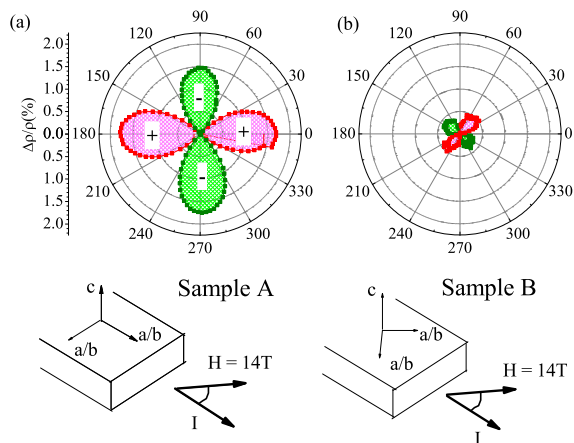 (a)
90
120
60
150
30
180
0
210
330
240
300
270
2.0
1.5
1.0
0.5
0.0
0.5
1.0
1.5
2.0
Δρ/ρ(%)
+
-
+
-
(b)
90
120
60
150
30
180
0
210
330
240
300
270
Sample A
c
a/b
a/b
H = 14T
I
Sample B
c
a/b
a/b
H = 14T
I